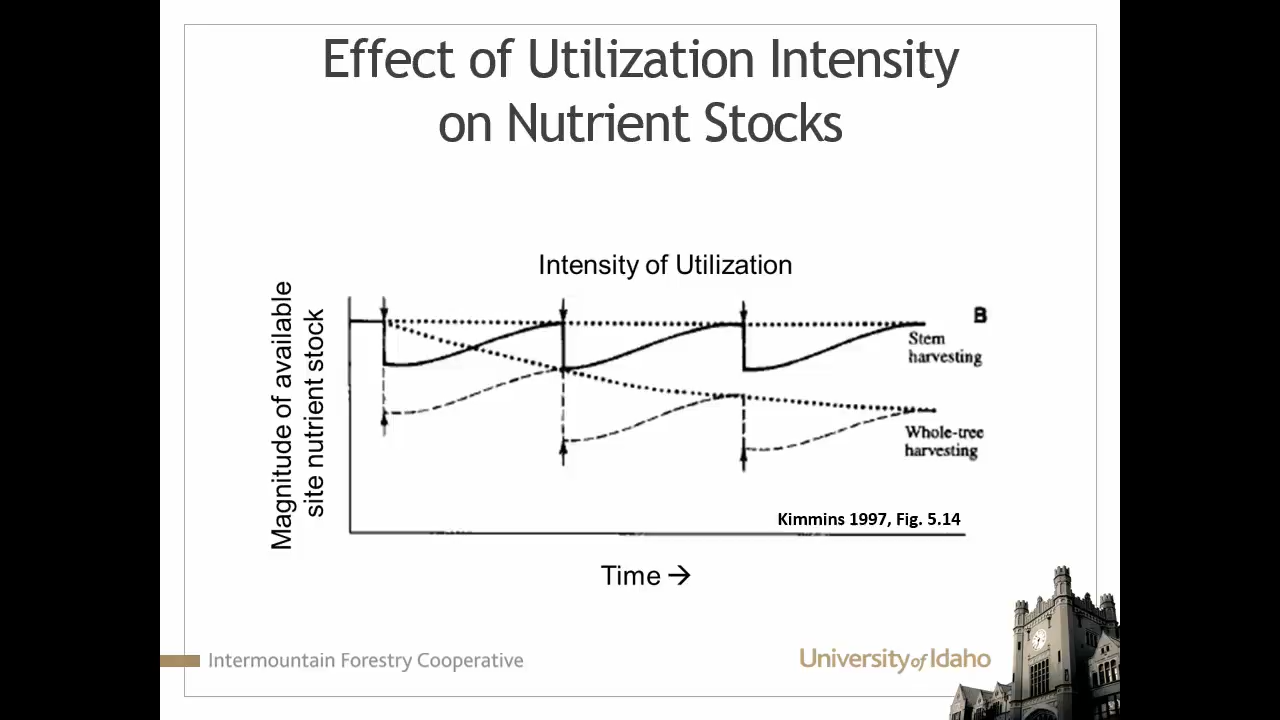 Effect of Utilization Intensity
on Nutrient Stocks
Intensity of Utilization
Magnitude of available
site nutrient stock
B
Stem
harvesting
Whole-tree
harvesting
Kimmins 1997, Fig. 5.14
Time →
Intermountain Forestry Cooperative
University of Idaho